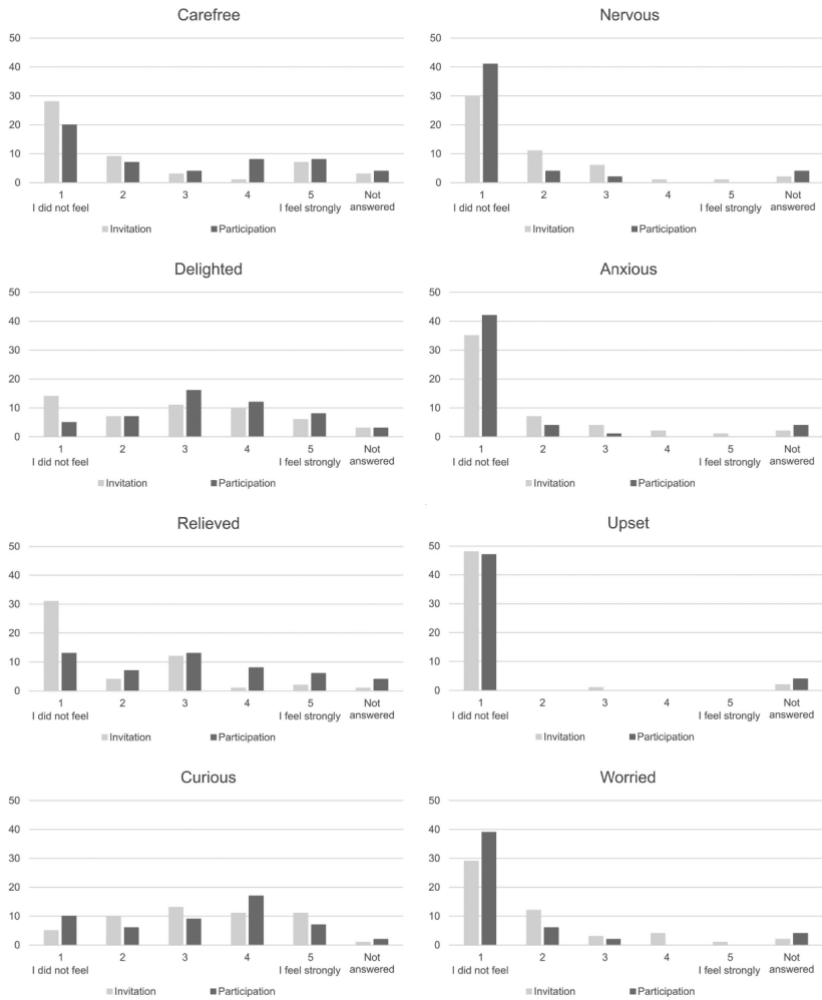 Carefree
50
40
30
20
10
0
1 2 3 4 5 Not
I did not feel I feel strongly answered
Invitation Participation
Nervous
50
40
30
20
10
0
1 2 3 4 5 Not
I did not feel I feel strongly answered
Invitation Participation
Delighted
50
40
30
20
10
0
1 2 3 4 5 Not
I did not feel I feel strongly answered
Invitation Participation
Anxious
50
40
30
20
10
0
1 2 3 4 5 Not
I did not feel I feel strongly answered
Invitation Participation
Relieved
50
40
30
20
10
0
1 2 3 4 5 Not
I did not feel I feel strongly answered
Invitation Participation
Upset
50
40
30
20
10
0
1 2 3 4 5 Not
I did not feel I feel strongly answered
Invitation Participation
Curious
50
40
30
20
10
0
1 2 3 4 5 Not
I did not feel I feel strongly answered
Invitation Participation
Worried
50
40
30
20
10
0
1 2 3 4 5 Not
I did not feel I feel strongly answered
Invitation Participation